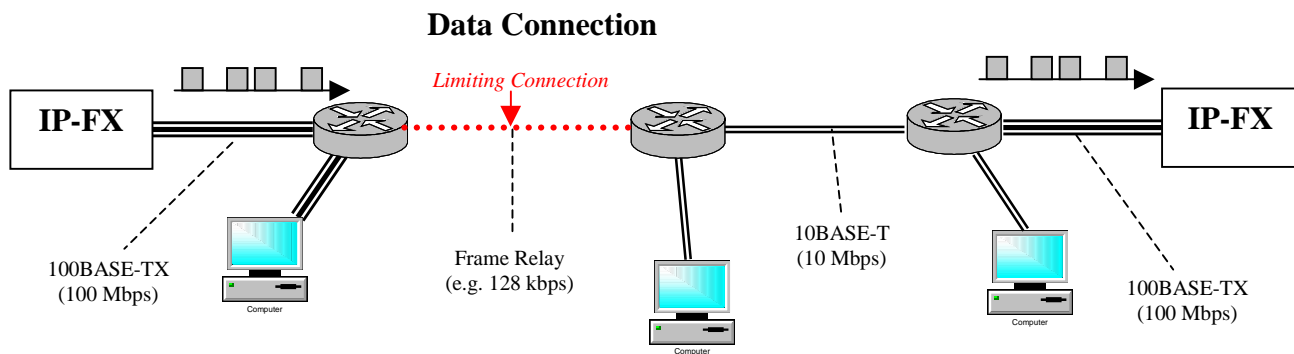 Data Connection
Limiting Connection
IP-FX
IP-FX
100BASE-TX
(100 Mbps)
Computer
Frame Relay
(e.g. 128 kbps)
Computer
10BASE-T
(10 Mbps)
Computer
100BASE-TX
(100 Mbps)